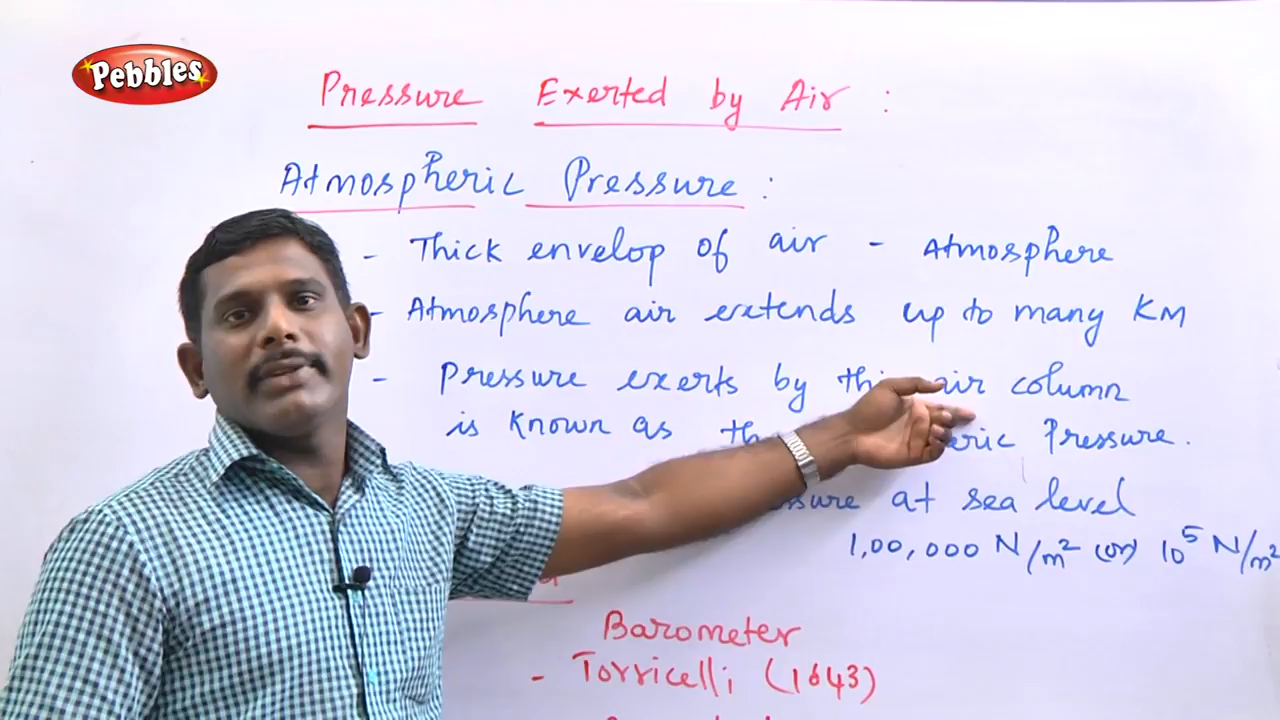 Pebbles
Pressure Exerted by Air :
Atmospheric Pressure :
- Thick envelop of air - Atmosphere
- Atmosphere air extends up to many KM
- Pressure exerts by air column
is known as Pressure.
at sea level
1,00,000 N/m² (or) 10⁵ N/m²
Barometer
- Torricelli (1643)